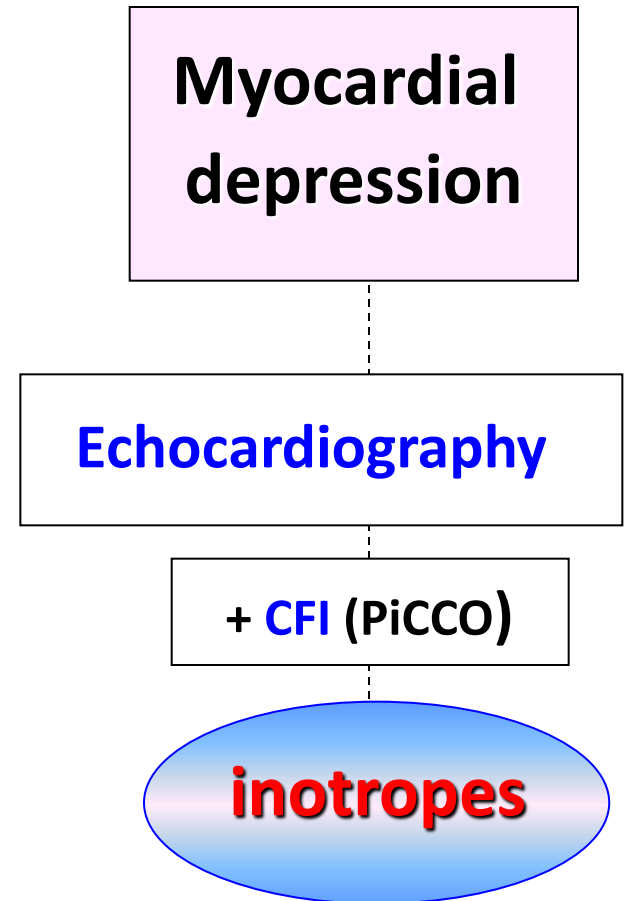 Myocardial
depression
Echocardiography
+ CFI (PiCCO)
inotropes